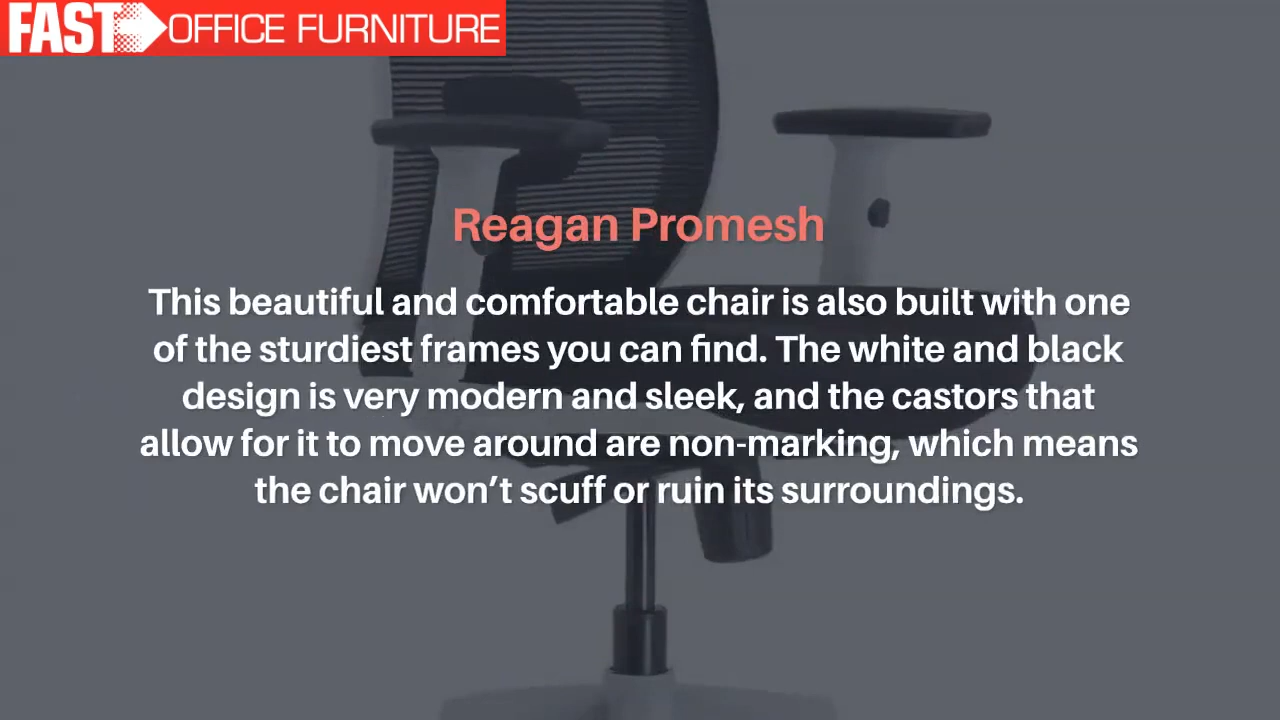 FAST OFFICE FURNITURE
Reagan Promesh
This beautiful and comfortable chair is also built with one
of the sturdiest frames you can find. The white and black
design is very modern and sleek, and the castors that
allow for it to move around are non-marking, which means
the chair won’t scuff or ruin its surroundings.